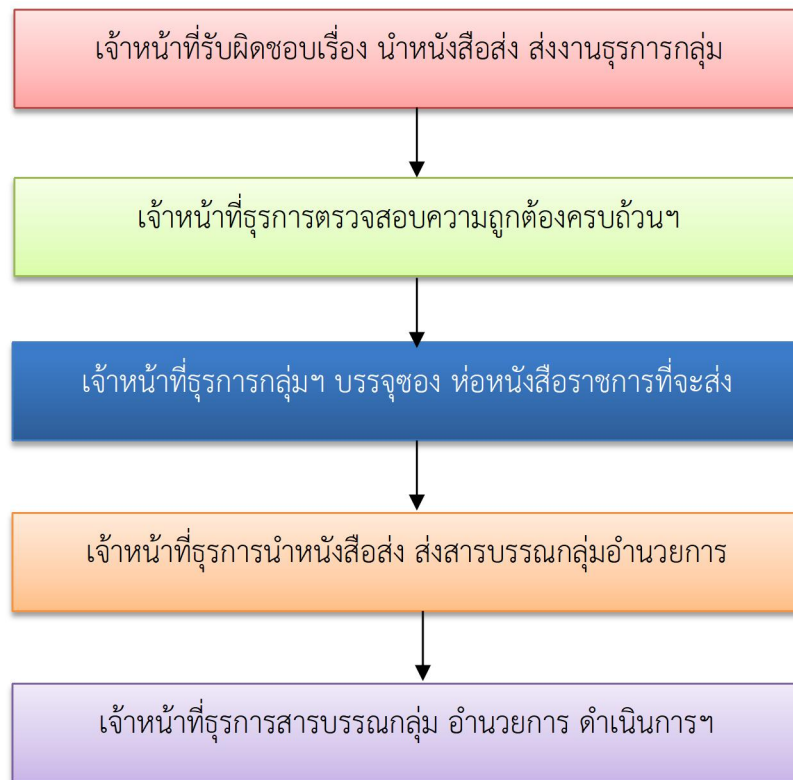 เจ้าหน้าที่รับผิดชอบเรื่อง นำหนังสือส่ง ส่งงานธุรการกลุ่ม
เจ้าหน้าที่ธุรการตรวจสอบความถูกต้องครบถ้วนฯ
เจ้าหน้าที่ธุรการกลุ่มฯ บรรจุซอง ห่อหนังสือราชการที่จะส่ง
เจ้าหน้าที่ธุรการนำหนังสือส่ง ส่งสารบรรณกลุ่มอำนวยการ
เจ้าหน้าที่ธุรการสารบรรณกลุ่ม อำนวยการ ดำเนินการฯ